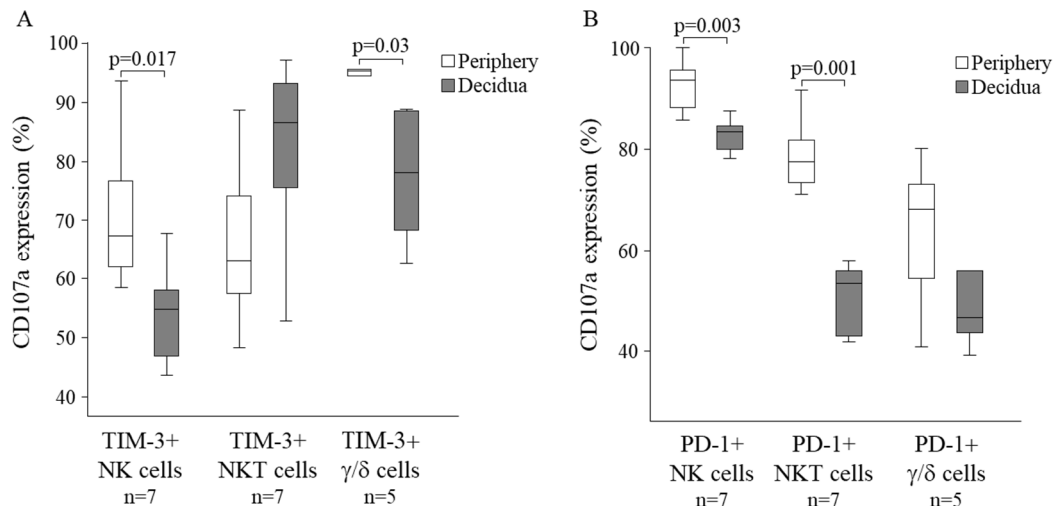 A
CD107a expression (%)
100
90
80
70
60
50
40
p=0.017
p=0.03
Periphery
Decidua
TIM-3+
NK cells
n=7
TIM-3+
NKT cells
n=7
TIM-3+
γ/δ cells
n=5
B
CD107a expression (%)
100
80
60
40
p=0.003
p=0.001
Periphery
Decidua
PD-1+
NK cells
n=7
PD-1+
NKT cells
n=7
PD-1+
γ/δ cells
n=5